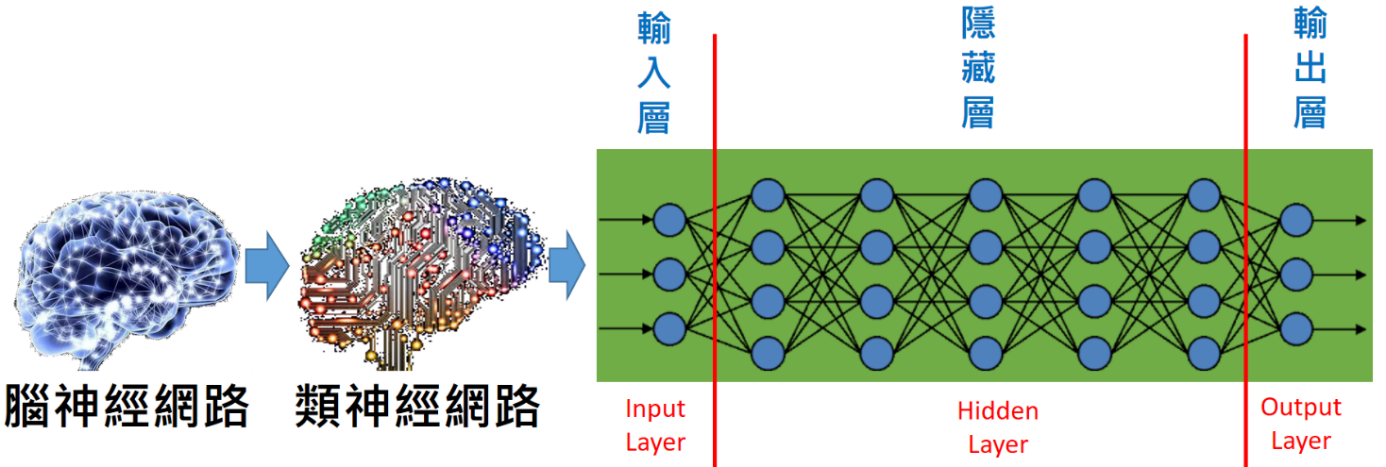 輸入層
隱藏層
輸出層
腦神經網路
類神經網路
Input
Layer
Hidden
Layer
Output
Layer